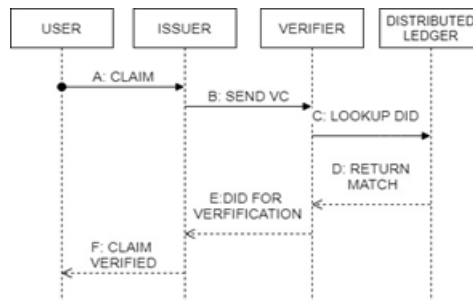 USER
ISSUER
VERIFIER
DISTRIBUTED
LEDGER
A: CLAIM
B: SEND VC
C: LOOKUP DID
D: RETURN
MATCH
E:DID FOR
VERFIFICATION
F: CLAIM
VERIFIED